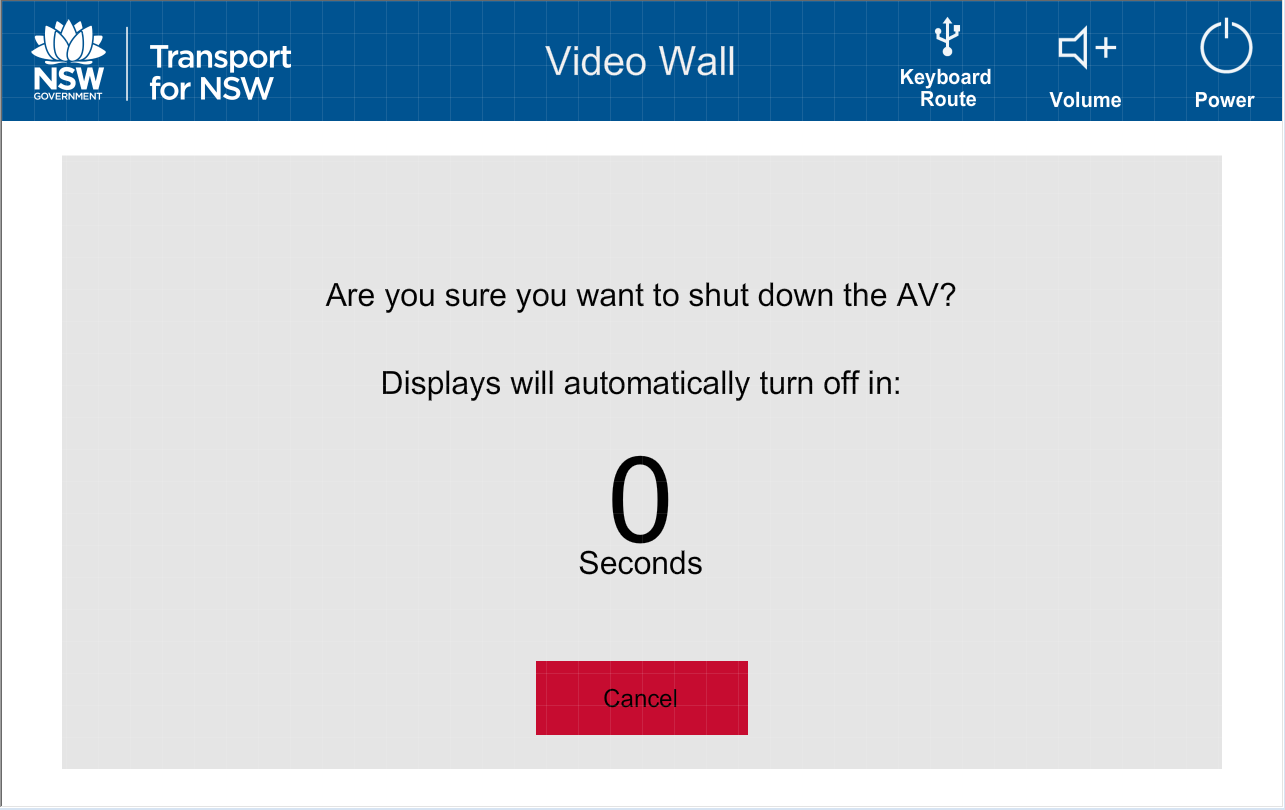 NSW
GOVERNMENT
Transport
for NSW
Video Wall
Keyboard
Route
Volume
Power
Are you sure you want to shut down the AV?
Displays will automatically turn off in:
0
Seconds
Cancel